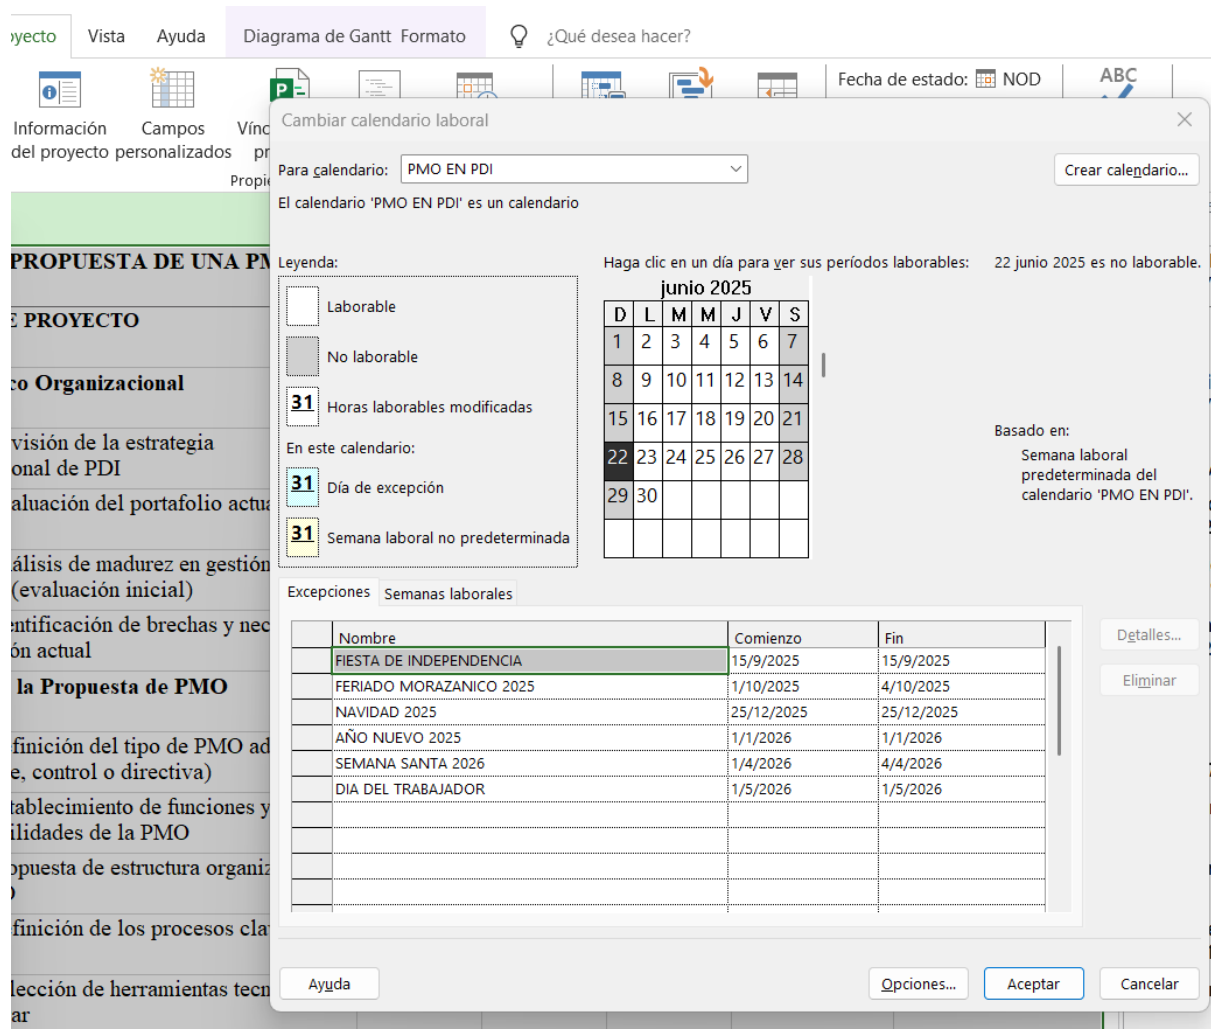 oyecto Vista Ayuda Diagrama de Gantt Formato ¿Qué desea hacer?
Fecha de estado: NOD
ABC
Información
del proyecto
Campos
personalizados
Vínc
pr
Propie
Cambiar calendario laboral
Para calendario: PMO EN PDI
Crear calendario...
El calendario 'PMO EN PDI' es un calendario
Leyenda:
Laborable
No laborable
31 Horas laborables modificadas
En este calendario:
31 Día de excepción
31 Semana laboral no predeterminada
Haga clic en un día para ver sus períodos laborables:
junio 2025
D L M M J V S
1 2 3 4 5 6 7
8 9 10 11 12 13 14
15 16 17 18 19 20 21
22 23 24 25 26 27 28
29 30
22 junio 2025 es no laborable.
Basado en:
Semana laboral
predeterminada del
calendario 'PMO EN PDI'.
Excepciones Semanas laborales
Nombre Comienzo Fin
FIESTA DE INDEPENDENCIA 15/9/2025 15/9/2025
FERIADO MORAZANICO 2025 1/10/2025 4/10/2025
NAVIDAD 2025 25/12/2025 25/12/2025
AÑO NUEVO 2025 1/1/2026 1/1/2026
SEMANA SANTA 2026 1/4/2026 4/4/2026
DIA DEL TRABAJADOR 1/5/2026 1/5/2026
Detalles...
Eliminar
Ayuda Opciones... Aceptar Cancelar
PROPUESTA DE UNA PM
E PROYECTO
co Organizacional
visión de la estrategia
onal de PDI
aluación del portafolio actua
álisis de madurez en gestión
(evaluación inicial)
entificación de brechas y nec
ón actual
la Propuesta de PMO
finición del tipo de PMO ad
e, control o directiva)
tablecimiento de funciones y
ilidades de la PMO
opuesta de estructura organiz
)
finición de los procesos cla
lección de herramientas tecn
ar